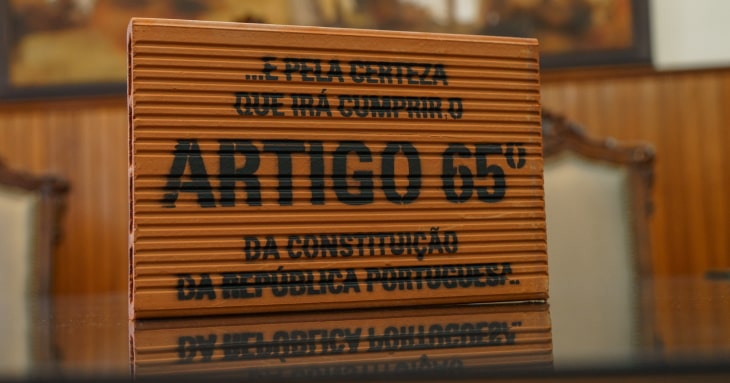 ...E PELA CERTEZA
QUE IRÁ CUMPRIR O
ARTIGO 65º
DA CONSTITUIÇÃO
DA REPÚBLICA PORTUGUESA...